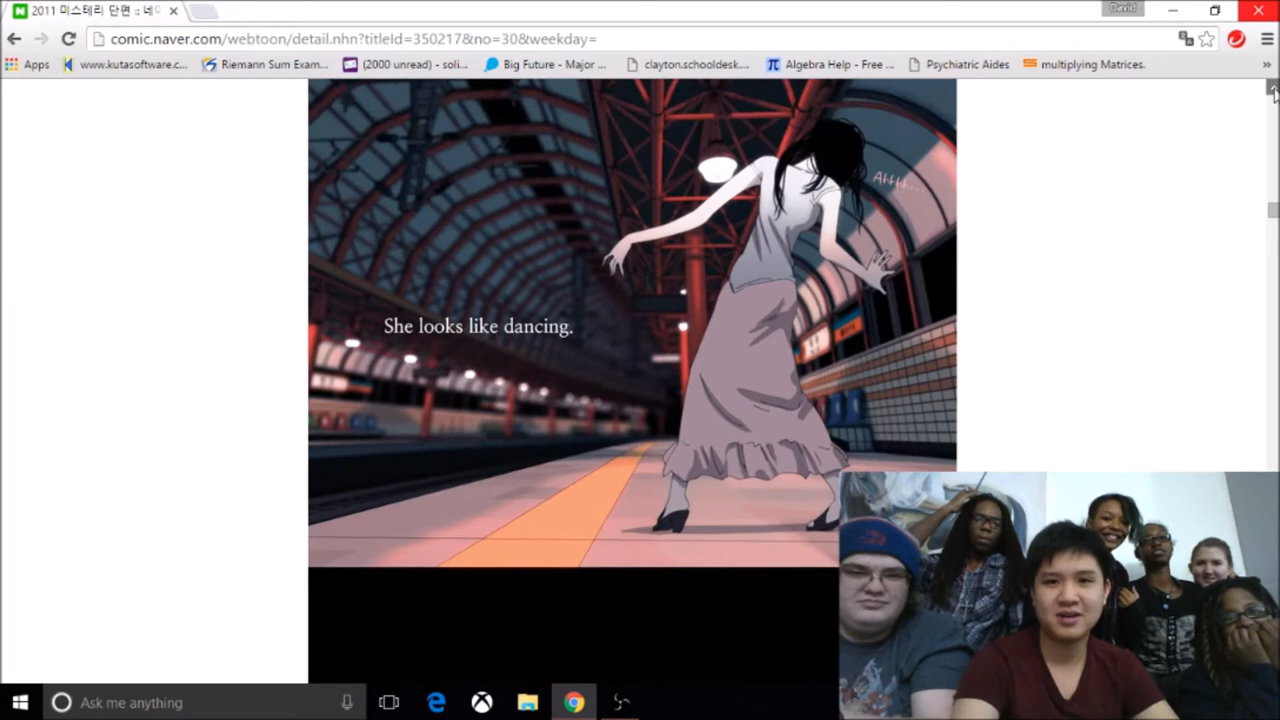 2011 미스테리 단편 :: 네이
David
comic.naver.com/webtoon/detail.nhn?titleId=350217&no=30&weekday=
Apps www.kutasoftware.c... Riemann Sum Exam... (2000 unread) - soli... Big Future - Major ... clayton.schooldesk.... Algebra Help - Free ... Psychiatric Aides multiplying Matrices.
Ahhh...
She looks like dancing.
Ask me anything